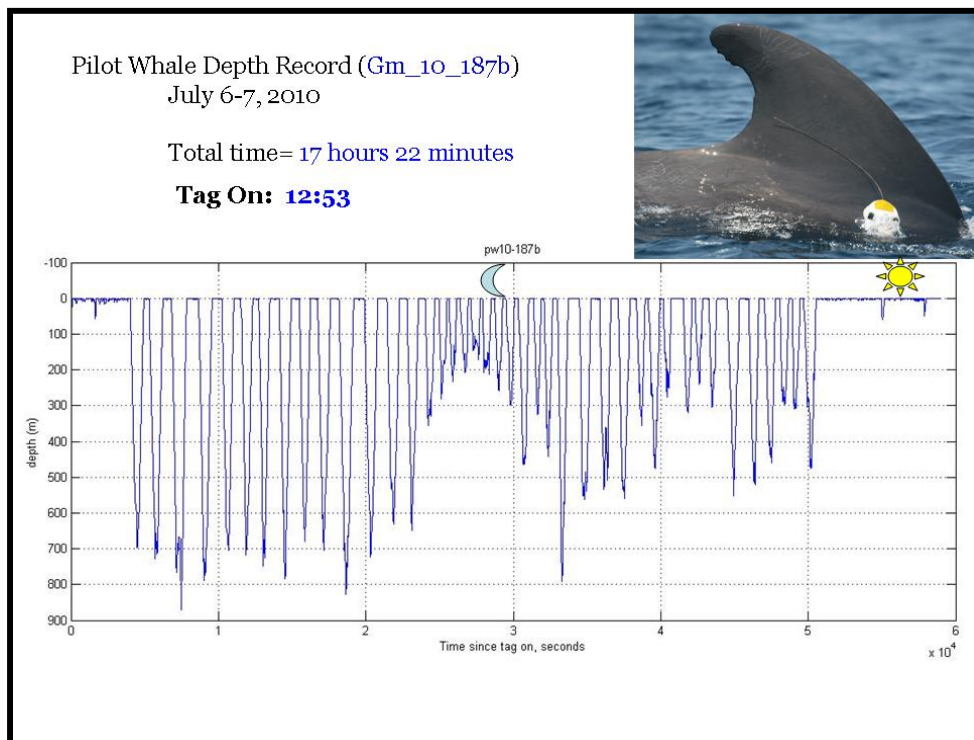 Pilot Whale Depth Record (Gm_10_187b)
July 6-7, 2010
Total time= 17 hours 22 minutes
Tag On: 12:53
pw10-187b
-100
0
100
200
300
400
500
600
700
800
900
depth (m)
0 1 2 3 4 5 6
Time since tag on, seconds
x 10^4